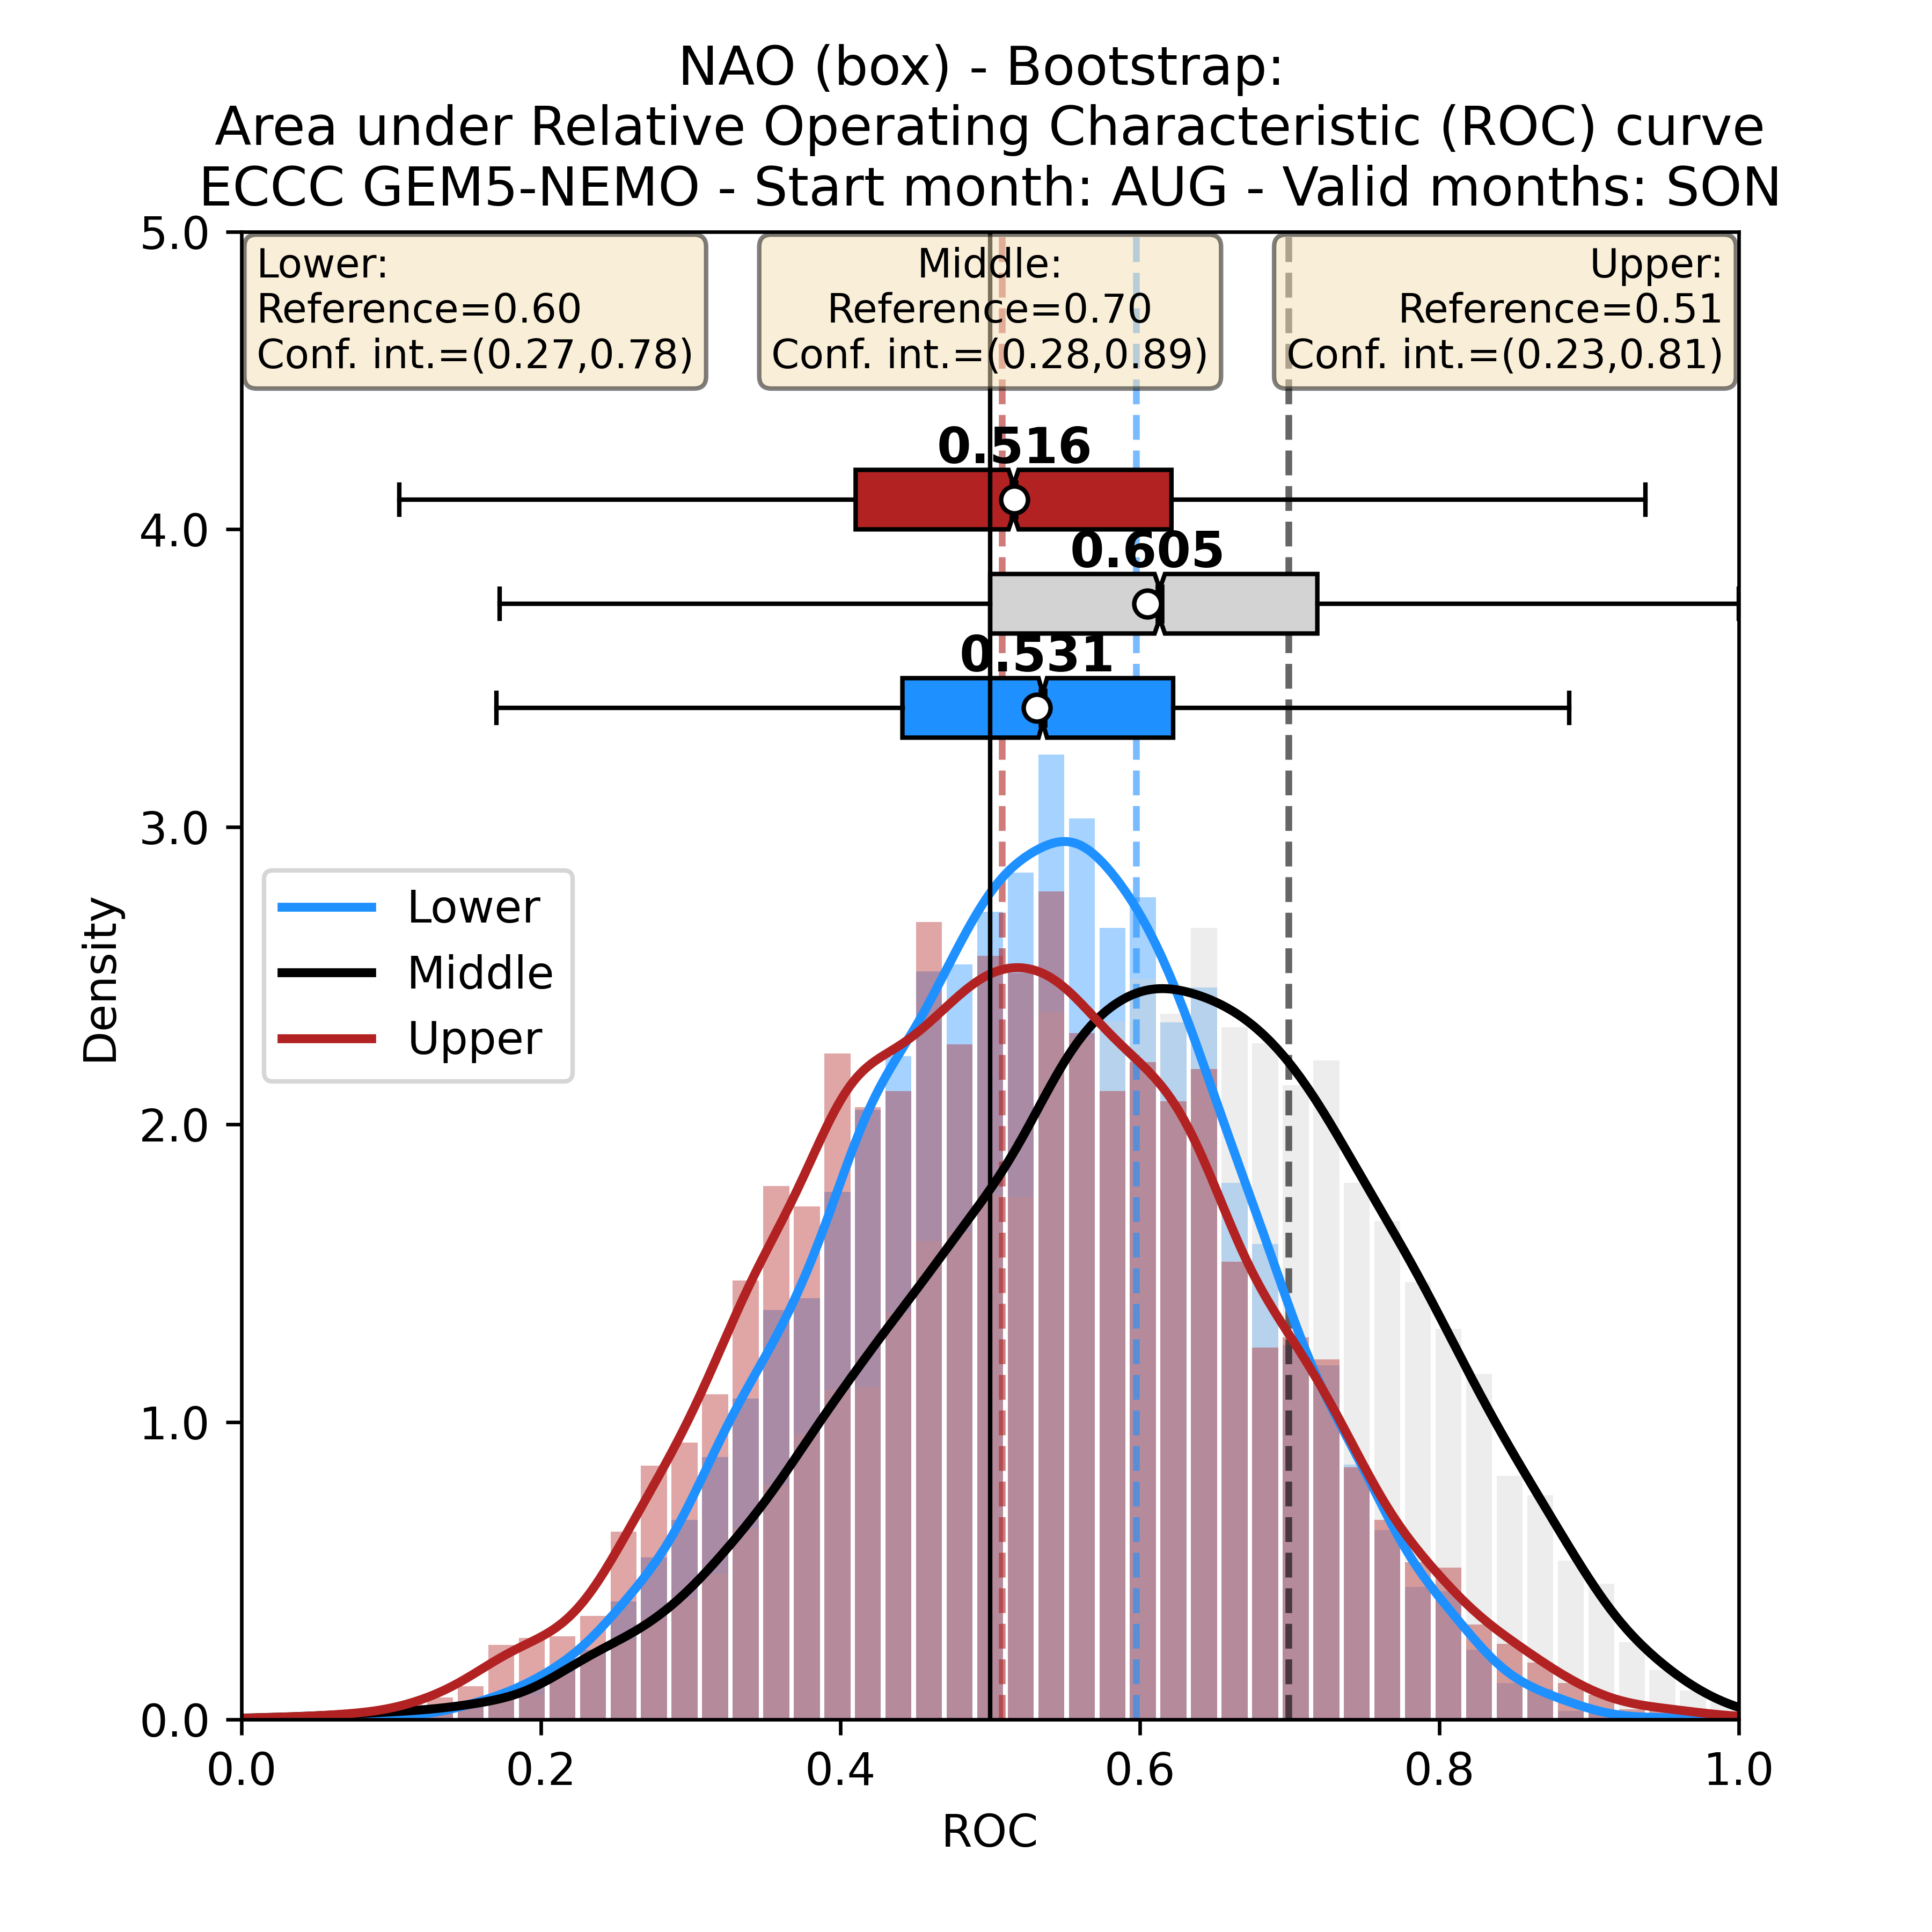 NAO (box) - Bootstrap:
Area under Relative Operating Characteristic (ROC) curve
ECCC GEM5-NEMO - Start month: AUG - Valid months: SON
Lower:
Reference=0.60
Conf. int.=(0.27,0.78)
Middle:
Reference=0.70
Conf. int.=(0.28,0.89)
Upper:
Reference=0.51
Conf. int.=(0.23,0.81)
0.516
0.605
0.531
Lower
Middle
Upper
Density
5.0
4.0
3.0
2.0
1.0
0.0
0.0 0.2 0.4 0.6 0.8 1.0
ROC